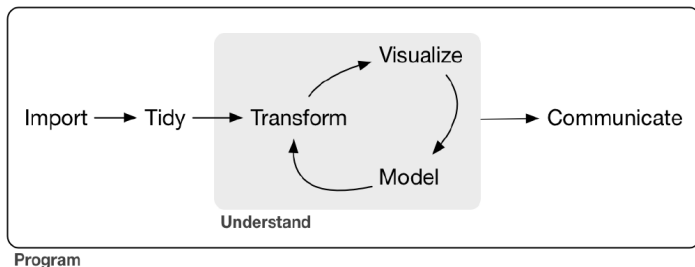 Visualize
Import
Tidy
Transform
Communicate
Model
Understand
Program